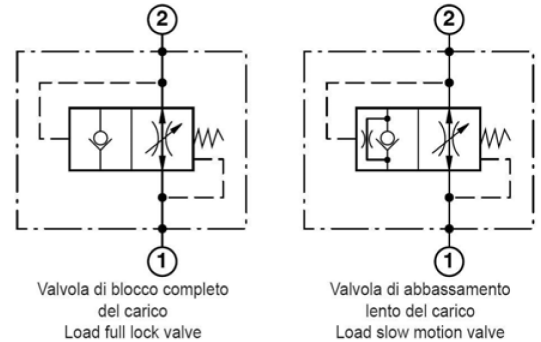 2
2
1
1
Valvola di blocco completo
del carico
Load full lock valve
Valvola di abbassamento
lento del carico
Load slow motion valve